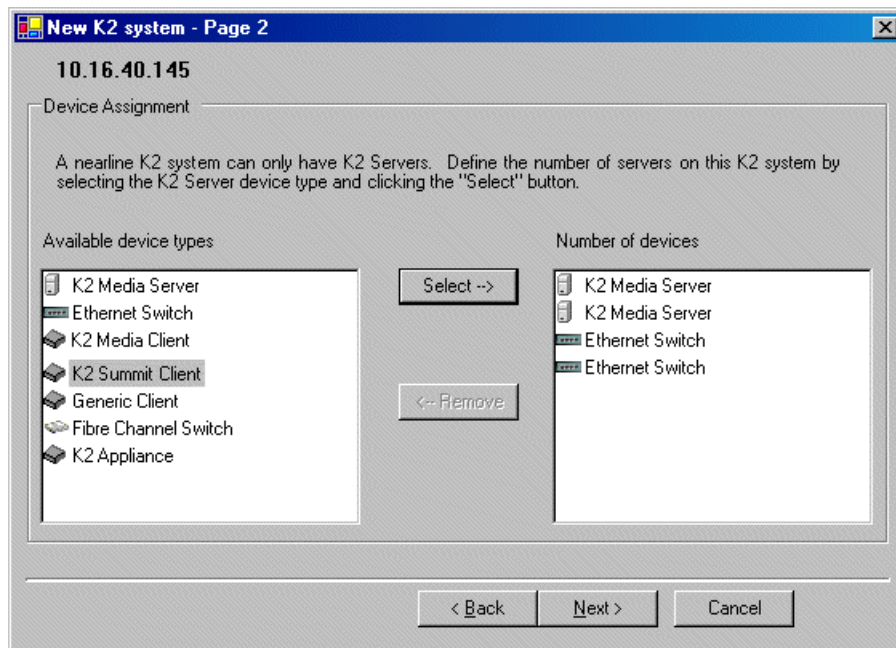 New K2 system - Page 2
10.16.40.145
Device Assignment
A nearline K2 system can only have K2 Servers.  Define the number of servers on this K2 system by
selecting the K2 Server device type and clicking the "Select" button.
Available device types
K2 Media Server
Ethernet Switch
K2 Media Client
K2 Summit Client
Generic Client
Fibre Channel Switch
K2 Appliance
Select -->
<-- Remove
Number of devices
K2 Media Server
K2 Media Server
Ethernet Switch
Ethernet Switch
< Back
Next >
Cancel